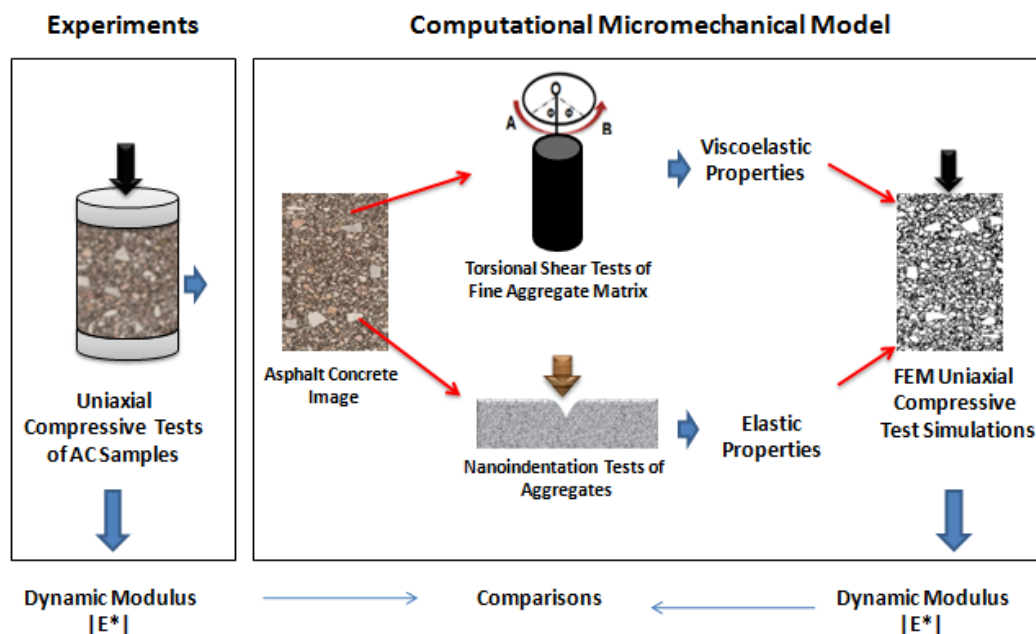 Experiments
Computational Micromechanical Model
O
Φ Φ
A B
Viscoelastic
Properties
Torsional Shear Tests of
Fine Aggregate Matrix
Asphalt Concrete
Image
Uniaxial
Compressive Tests
of AC Samples
Nanoindentation Tests of
Aggregates
Elastic
Properties
FEM Uniaxial
Compressive
Test Simulations
Dynamic Modulus
|E*|
Comparisons
Dynamic Modulus
|E*|